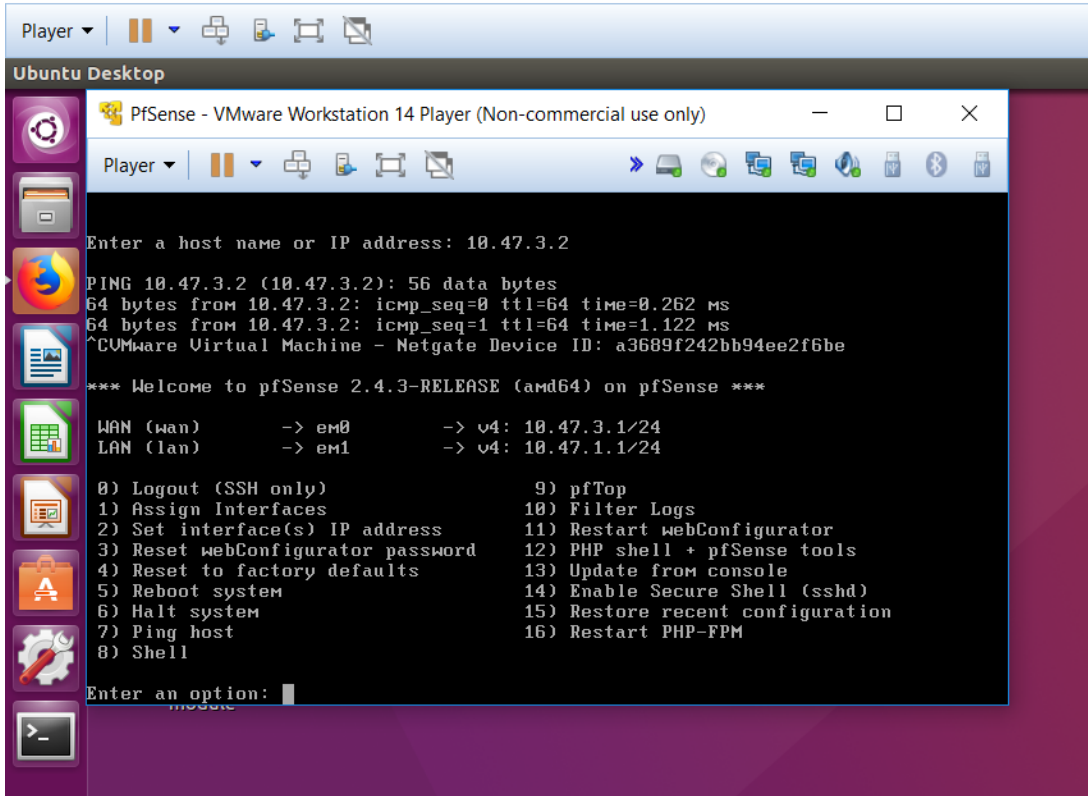 Player
Ubuntu Desktop
PfSense - VMware Workstation 14 Player (Non-commercial use only)
Player
Enter a host name or IP address: 10.47.3.2
PING 10.47.3.2 (10.47.3.2): 56 data bytes
64 bytes from 10.47.3.2: icmp_seq=0 ttl=64 time=0.262 ms
64 bytes from 10.47.3.2: icmp_seq=1 ttl=64 time=1.122 ms
^CVMware Virtual Machine - Netgate Device ID: a3689f242bb94ee2f6be
*** Welcome to pfSense 2.4.3-RELEASE (amd64) on pfSense ***
WAN (wan) -> em0 -> v4: 10.47.3.1/24
LAN (lan) -> em1 -> v4: 10.47.1.1/24
0) Logout (SSH only) 9) pfTop
1) Assign Interfaces 10) Filter Logs
2) Set interface(s) IP address 11) Restart webConfigurator
3) Reset webConfigurator password 12) PHP shell + pfSense tools
4) Reset to factory defaults 13) Update from console
5) Reboot system 14) Enable Secure Shell (sshd)
6) Halt system 15) Restore recent configuration
7) Ping host 16) Restart PHP-FPM
8) Shell
Enter an option: